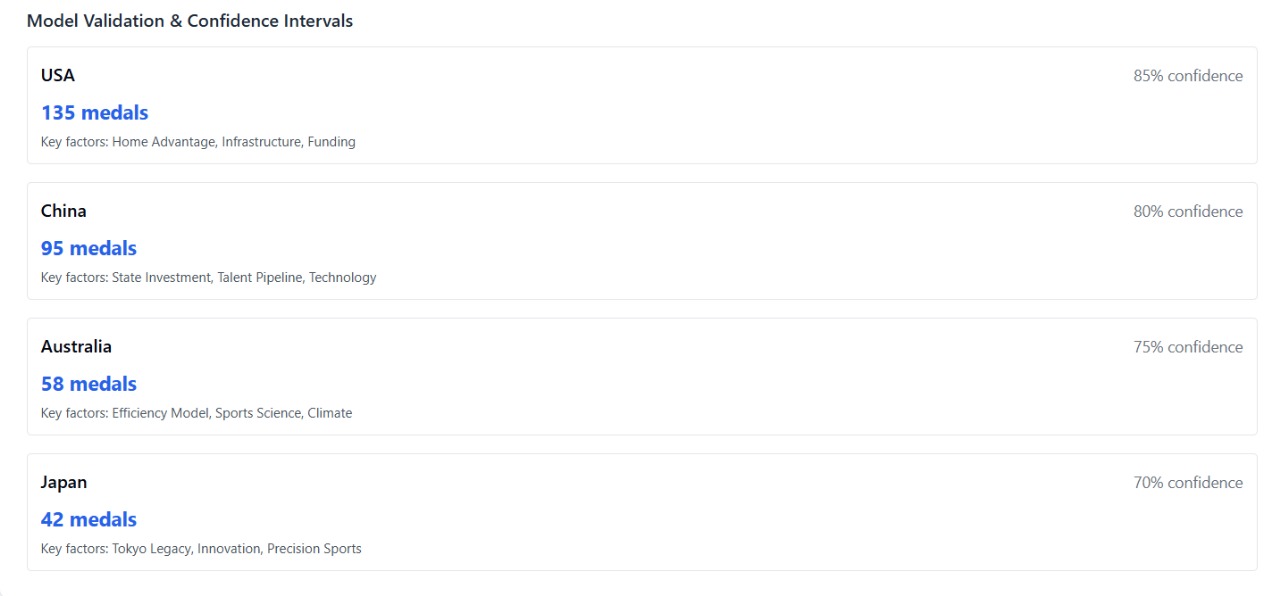 Model Validation & Confidence Intervals
USA
85% confidence
135 medals
Key factors: Home Advantage, Infrastructure, Funding
China
80% confidence
95 medals
Key factors: State Investment, Talent Pipeline, Technology
Australia
75% confidence
58 medals
Key factors: Efficiency Model, Sports Science, Climate
Japan
70% confidence
42 medals
Key factors: Tokyo Legacy, Innovation, Precision Sports